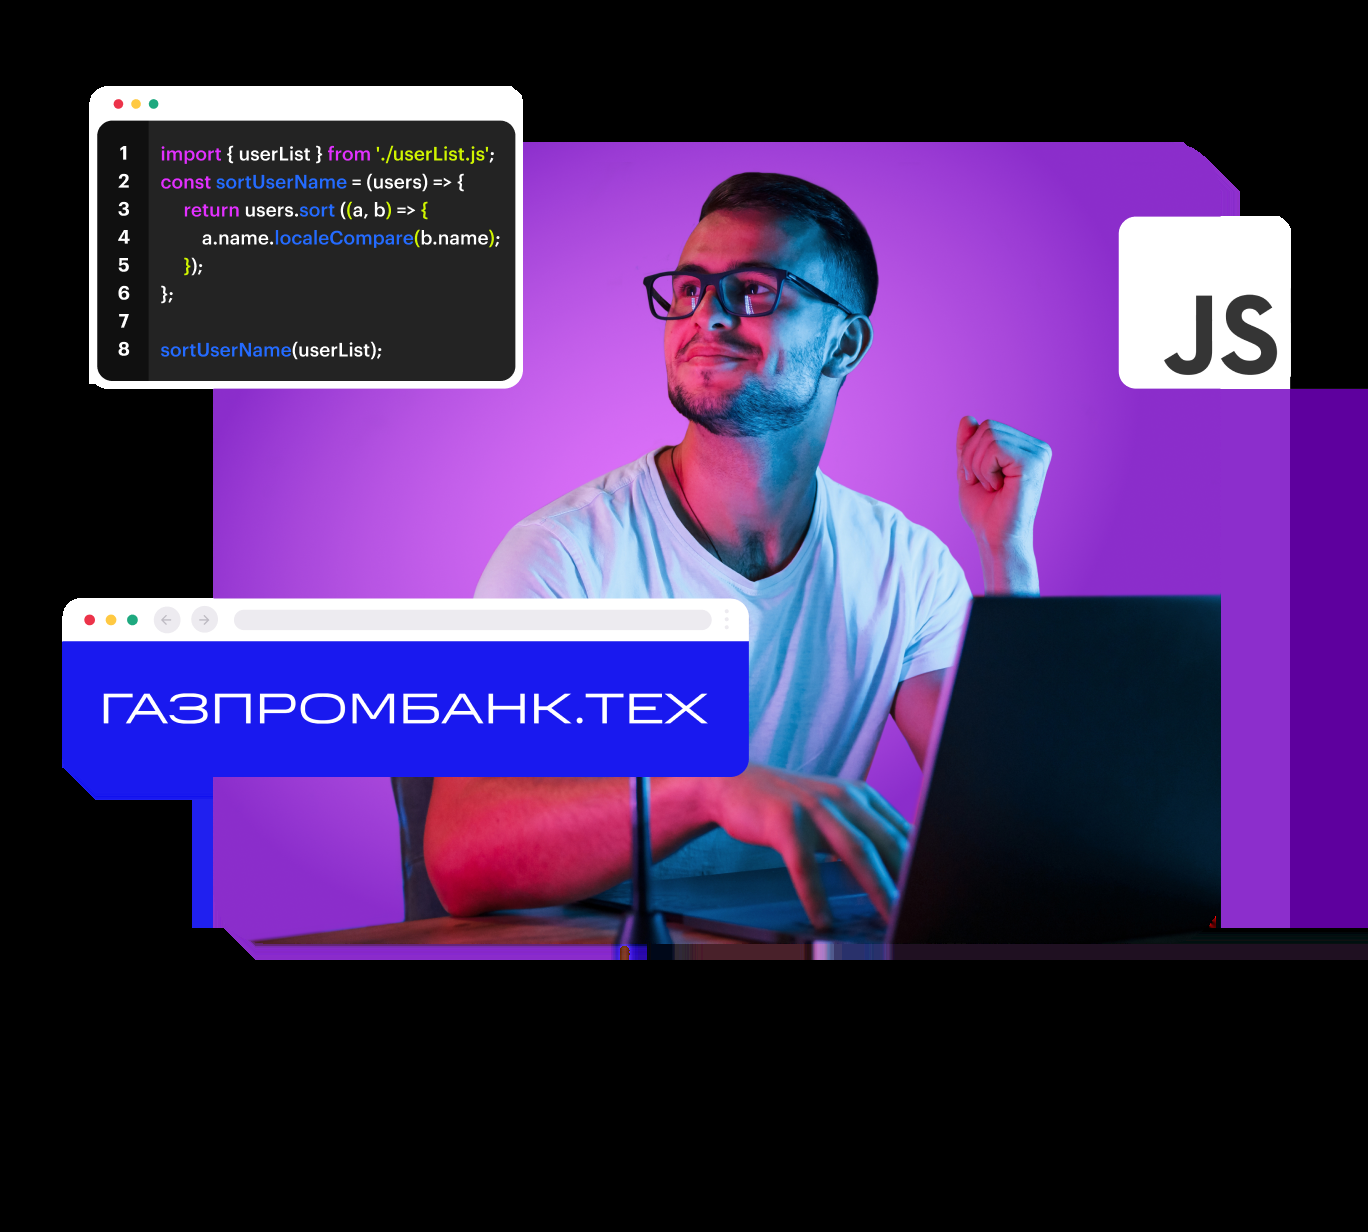 1 import { userList } from './userList.js';
2 const sortUserName = (users) => {
3 return users.sort ((a, b) => {
4 a.name.localeCompare(b.name);
5 });
6 };
7
8 sortUserName(userList);
JS
ГАЗПРОМБАНК.ТЕХ